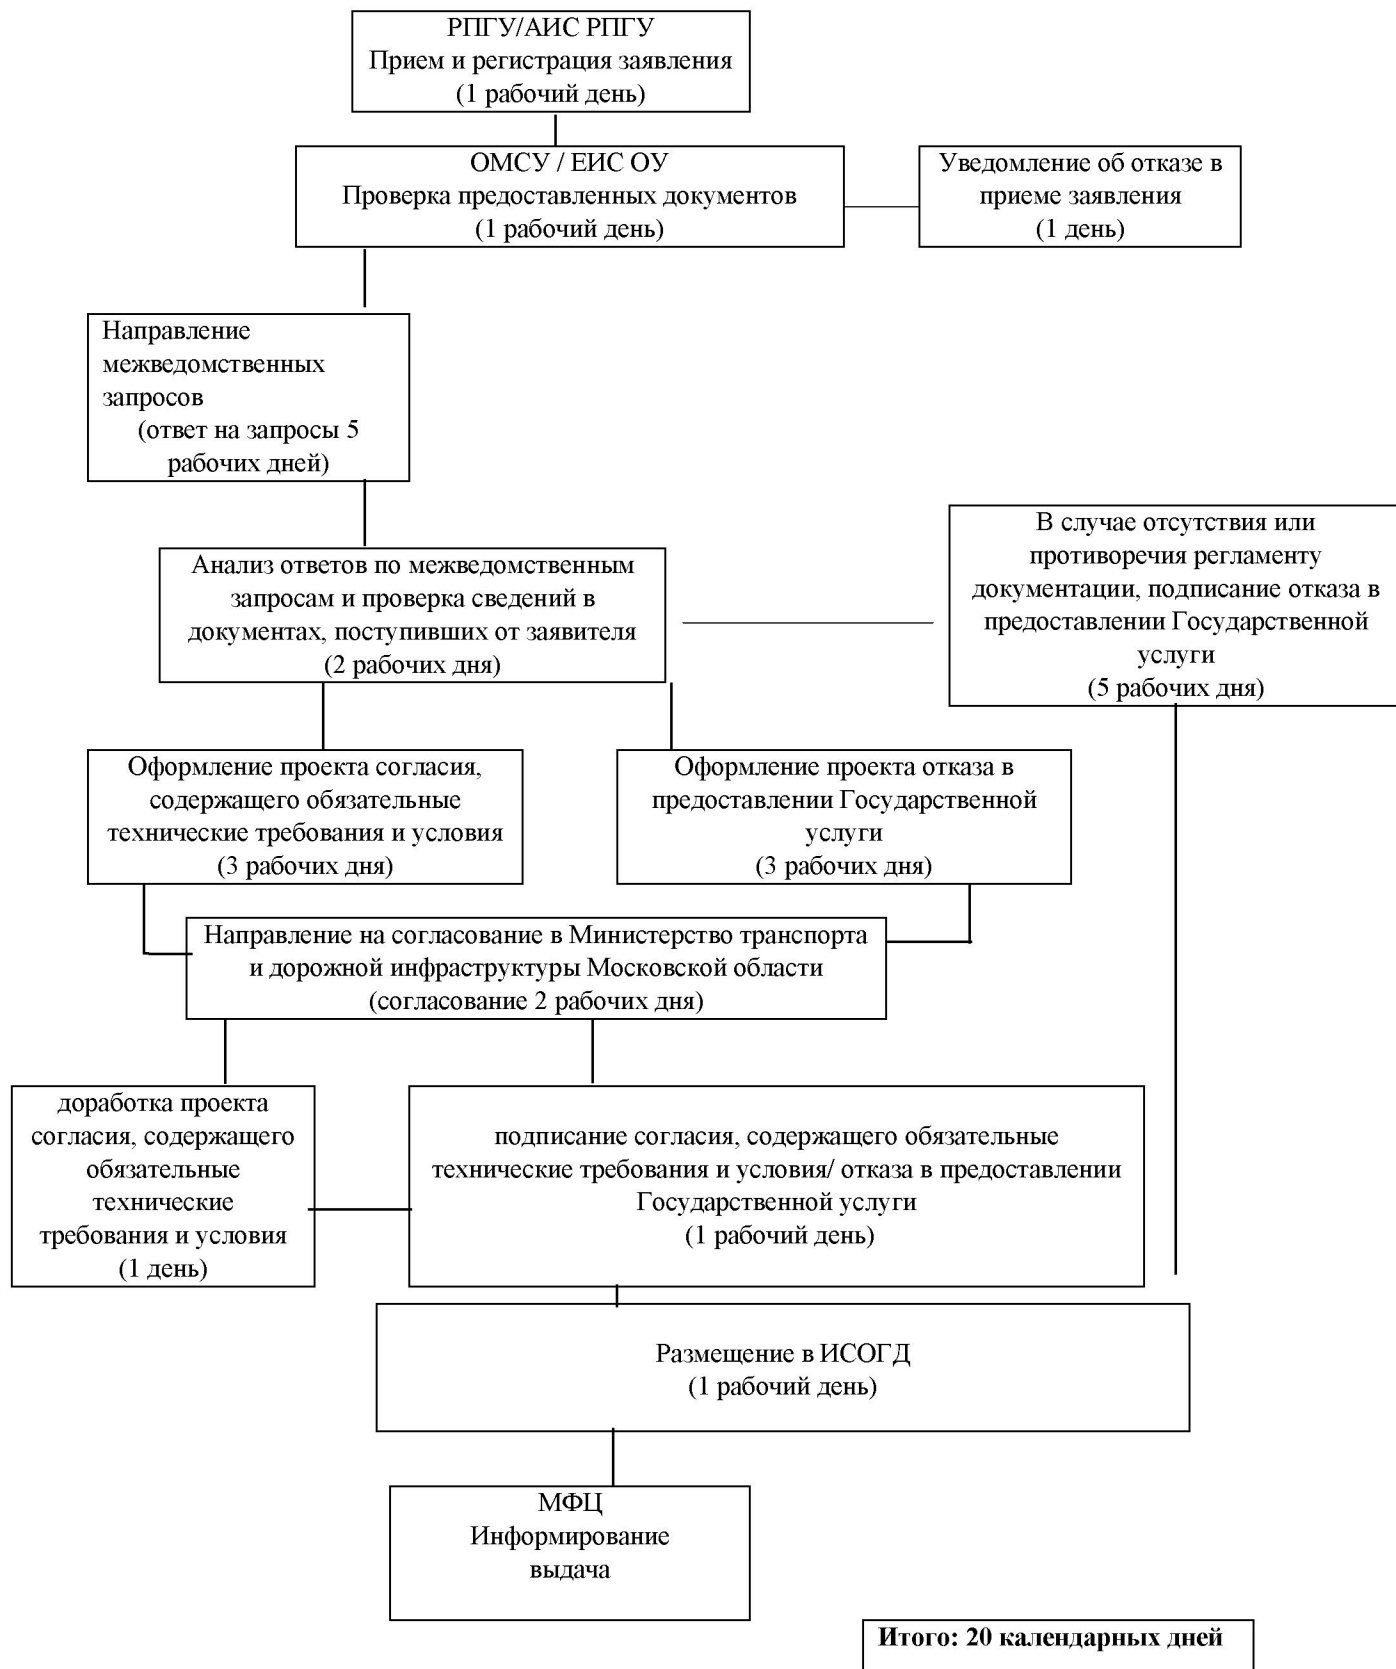 РПГУ/АИС РПГУ
Прием и регистрация заявления
(1 рабочий день)
ОМСУ / ЕИС ОУ
Проверка предоставленных документов
(1 рабочий день)
Уведомление об отказе в
приеме заявления
(1 день)
Направление
межведомственных
запросов
(ответ на запросы 5
рабочих дней)
Анализ ответов по межведомственным
запросам и проверка сведений в
документах, поступивших от заявителя
(2 рабочих дня)
В случае отсутствия или
противоречия регламенту
документации, подписание отказа в
предоставлении Государственной
услуги
(5 рабочих дня)
Оформление проекта согласия,
содержащего обязательные
технические требования и условия
(3 рабочих дня)
Оформление проекта отказа в
предоставлении Государственной
услуги
(3 рабочих дня)
Направление на согласование в Министерство транспорта
и дорожной инфраструктуры Московской области
(согласование 2 рабочих дня)
доработка проекта
согласия, содержащего
обязательные
технические
требования и условия
(1 день)
подписание согласия, содержащего обязательные
технические требования и условия/ отказа в предоставлении
Государственной услуги
(1 рабочий день)
Размещение в ИСОГД
(1 рабочий день)
МФЦ
Информирование
выдача
Итого: 20 календарных дней